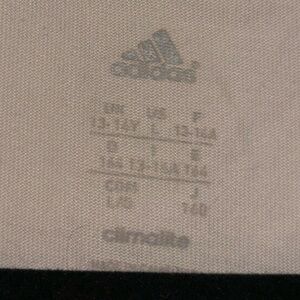 adidas
UK US F
13-14Y L 13-14A
D I E
164 13-14A 164
CHN J
L/G 160
climalite